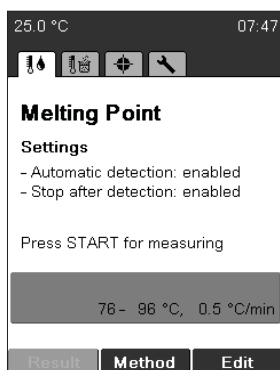 25.0 °C 07:47
Melting Point
Settings
- Automatic detection: enabled
- Stop after detection: enabled
Press START for measuring
76 - 96 °C, 0.5 °C/min
Result Method Edit